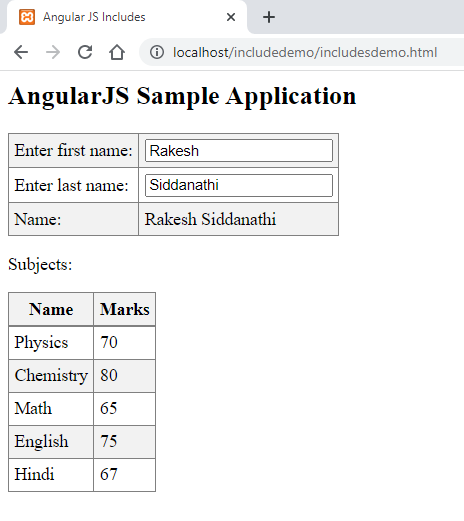 Angular JS Includes
localhost/includedemo/includesdemo.html
AngularJS Sample Application
Enter first name: Rakesh
Enter last name: Siddanathi
Name: Rakesh Siddanathi
Subjects:
Name Marks
Physics 70
Chemistry 80
Math 65
English 75
Hindi 67